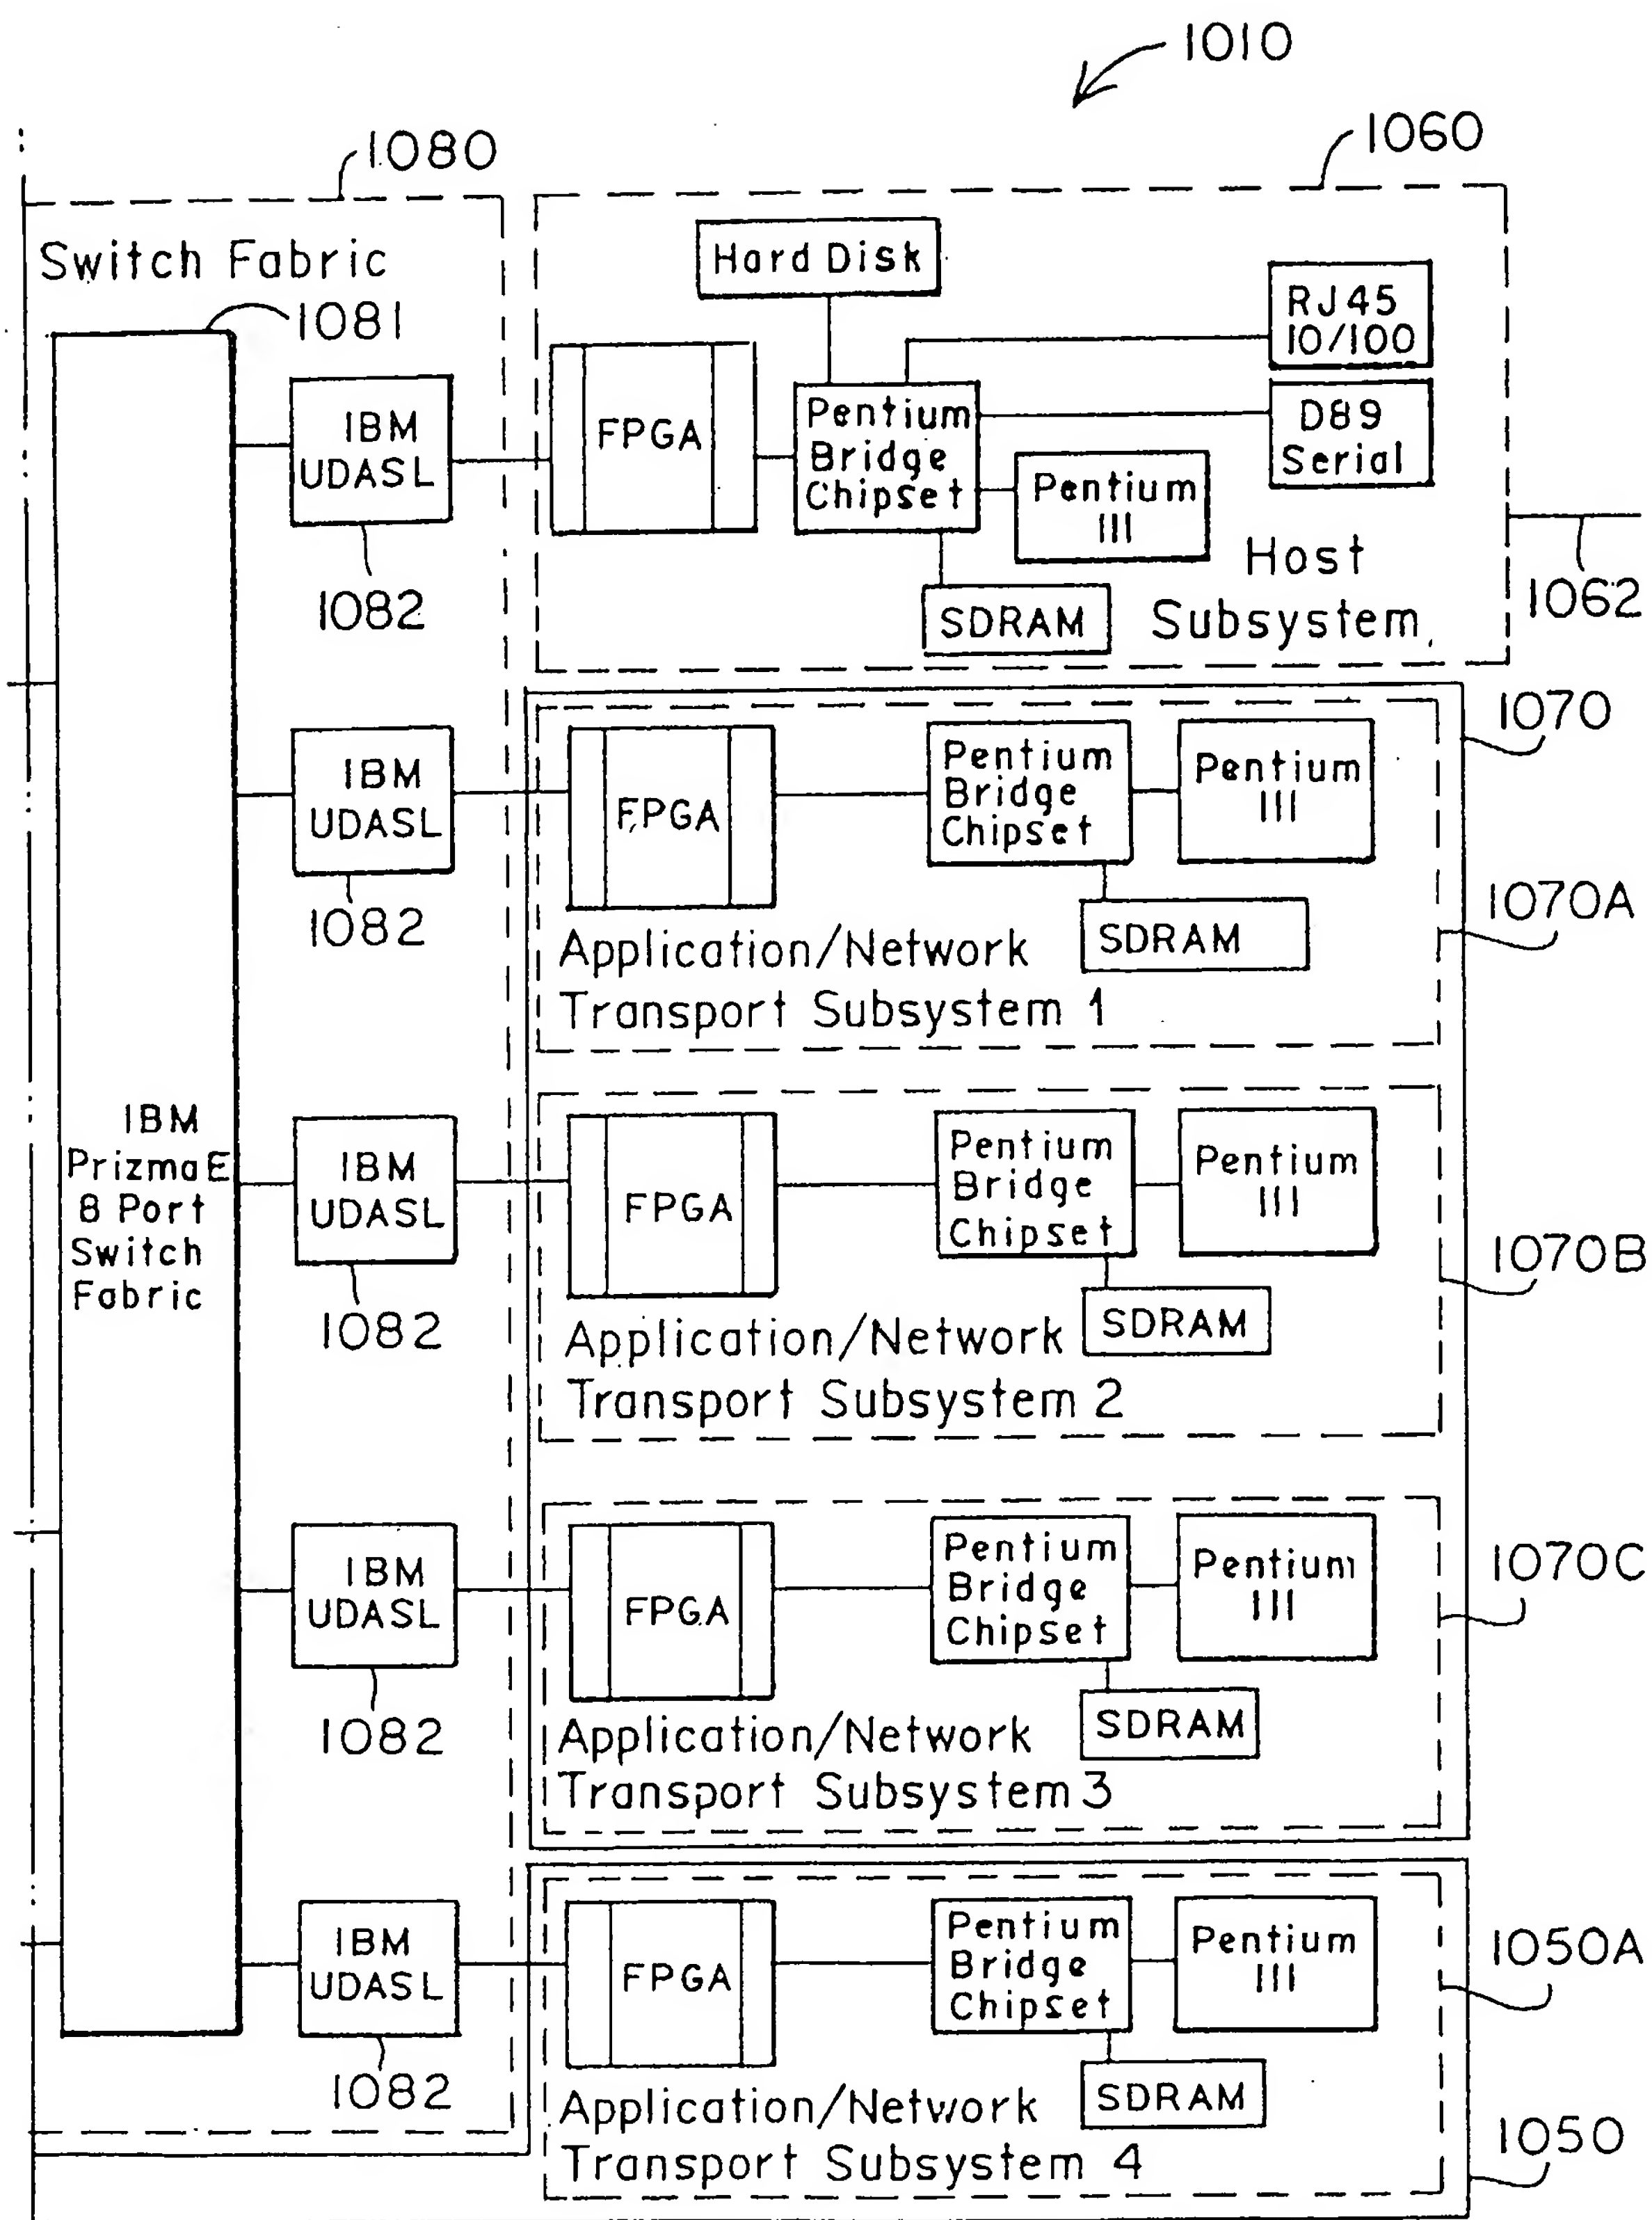 1010
1080
1060
Switch Fabric
1081
Hard Disk
RJ45
10/100
IBM
UDASL
FPGA
Pentium
Bridge
Chipset
D89
Serial
Pentium
III
1082
SDRAM
Host
Subsystem
1062
1070
IBM
UDASL
FPGA
Pentium
Bridge
Chipset
Pentium
III
1082
SDRAM
1070A
Application/Network
Transport Subsystem 1
IBM
PrizmaE
8 Port
Switch
Fabric
IBM
UDASL
FPGA
Pentium
Bridge
Chipset
Pentium
III
1070B
1082
SDRAM
Application/Network
Transport Subsystem 2
IBM
UDASL
FPGA
Pentium
Bridge
Chipset
Pentium
III
1070C
1082
SDRAM
Application/Network
Transport Subsystem 3
IBM
UDASL
FPGA
Pentium
Bridge
Chipset
Pentium
III
1050A
1082
SDRAM
Application/Network
Transport Subsystem 4
1050